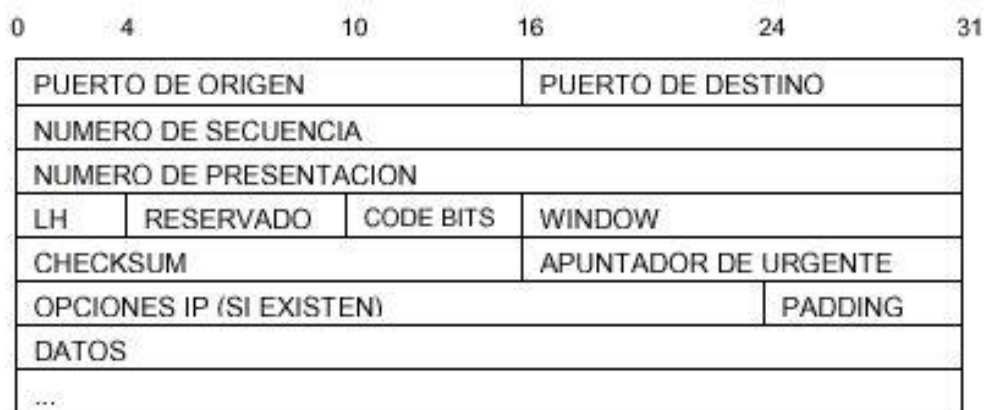 0 4 10 16 24 31
PUERTO DE ORIGEN PUERTO DE DESTINO
NUMERO DE SECUENCIA
NUMERO DE PRESENTACION
LH RESERVADO CODE BITS WINDOW
CHECKSUM APUNTADOR DE URGENTE
OPCIONES IP (SI EXISTEN) PADDING
DATOS
...